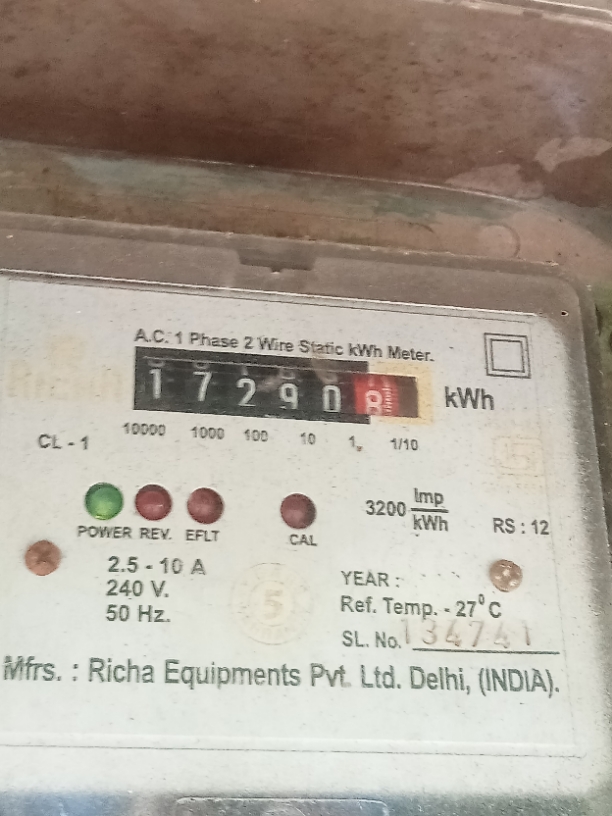 A.C. 1 Phase 2 Wire Static kWh Meter.
1 7 2 9 0 8 kWh
CL - 1 10000 1000 100 10 1 1/10
3200 Imp/kWh RS : 12
POWER REV. EFLT CAL
2.5 - 10 A
240 V.
50 Hz.
5
YEAR :
Ref. Temp. - 27°C
SL. No. 134741
Mfrs. : Richa Equipments Pvt. Ltd. Delhi, (INDIA).